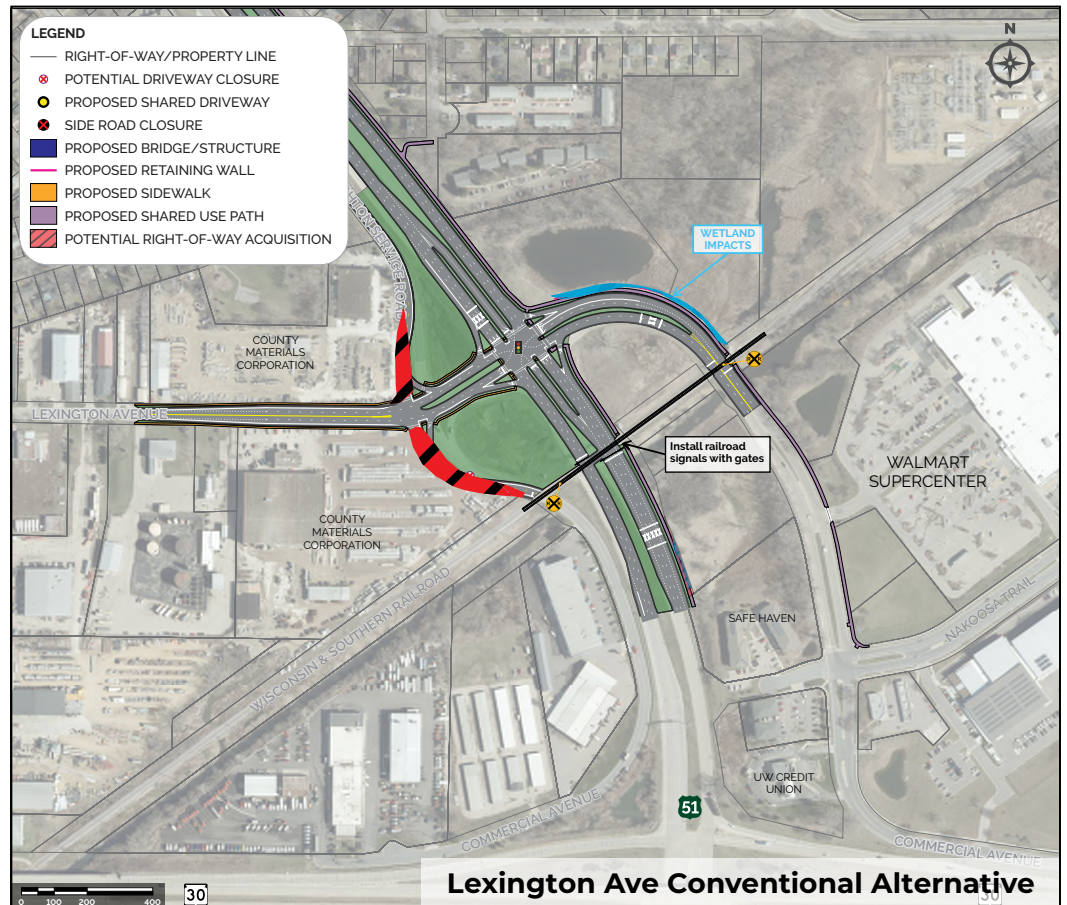 LEGEND
RIGHT-OF-WAY/PROPERTY LINE
POTENTIAL DRIVEWAY CLOSURE
PROPOSED SHARED DRIVEWAY
SIDE ROAD CLOSURE
PROPOSED BRIDGE/STRUCTURE
PROPOSED RETAINING WALL
PROPOSED SIDEWALK
PROPOSED SHARED USE PATH
POTENTIAL RIGHT-OF-WAY ACQUISITION
N
SERVICE ROAD
WETLAND
IMPACTS
COUNTY
MATERIALS
CORPORATION
LEXINGTON AVENUE
Install railroad
signals with gates
WALMART
SUPERCENTER
COUNTY
MATERIALS
CORPORATION
WISCONSIN & SOUTHERN RAILROAD
SAFE HAVEN
NAKOOSA TRAIL
UW CREDIT
UNION
51
COMMERCIAL AVENUE
COMMERCIAL AVENUE
Lexington Ave Conventional Alternative
0 100 200 400
30
30